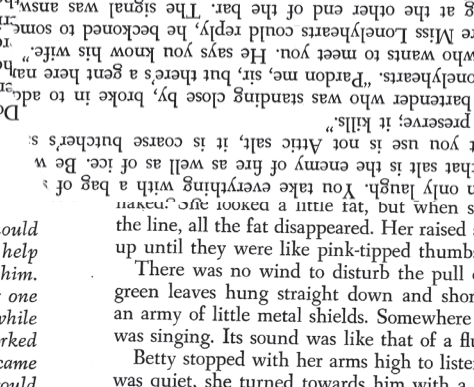 only laugh. You take everything with a bag of
that salt is the enemy of fire as well as of ice. Be
you use is not Attic salt, it is coarse butcher's
preserve; it kills."
bartender who was standing close by, broke in to
onelyhearts. "Pardon me, sir, but there's a gent here
who wants to meet you. He says you know his wife."
re Miss Lonelyhearts could reply, he beckoned to some
g at the other end of the bar. The signal was answ
ould
help
him.
one
while
rked
came
ould
naked. She looked a little fat, but when s
the line, all the fat disappeared. Her raised
up until they were like pink-tipped thumb
There was no wind to disturb the pull
green leaves hung straight down and shon
an army of little metal shields. Somewhere
was singing. Its sound was like that of a flu
Betty stopped with her arms high to liste
was quiet, she turned towards him with a